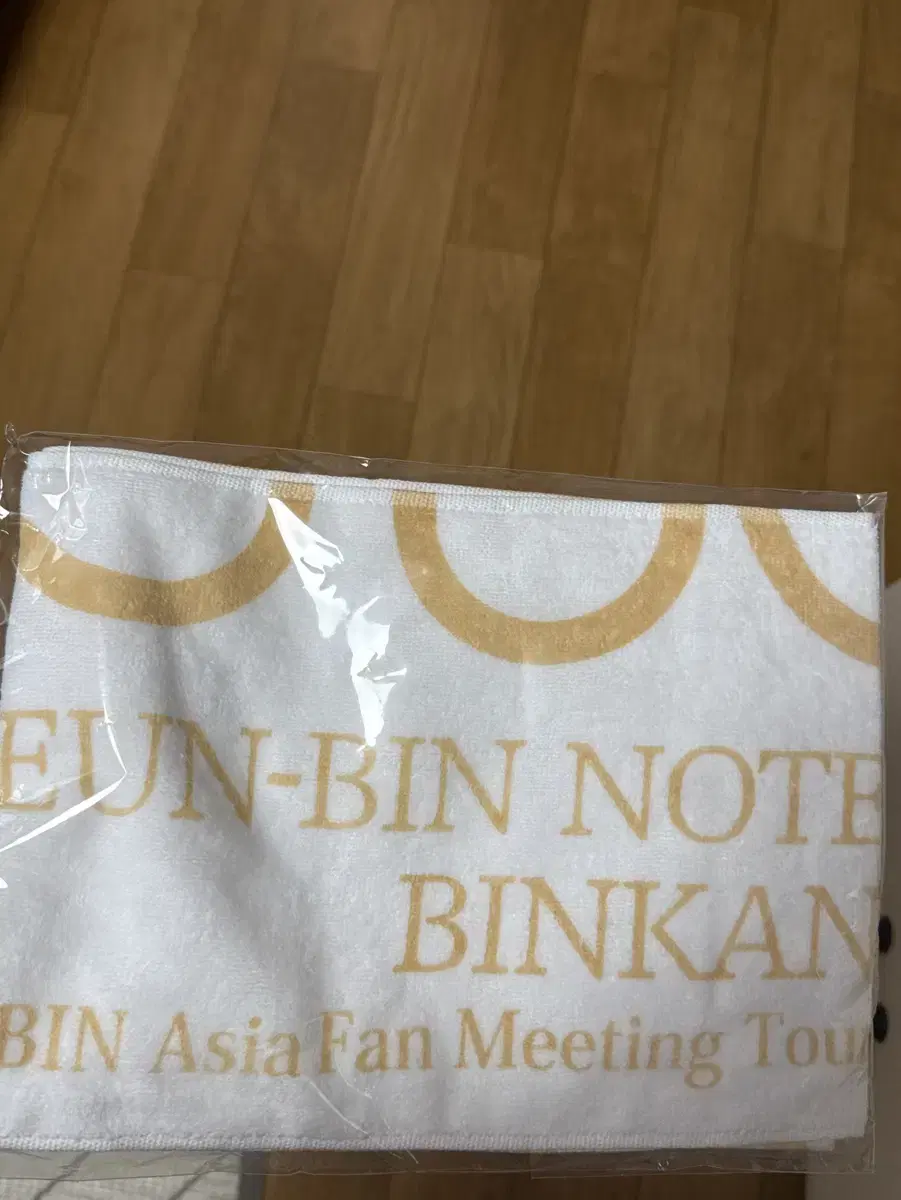 EUN-BIN NOTE
BINKAN
BIN Asia Fan Meeting Tou